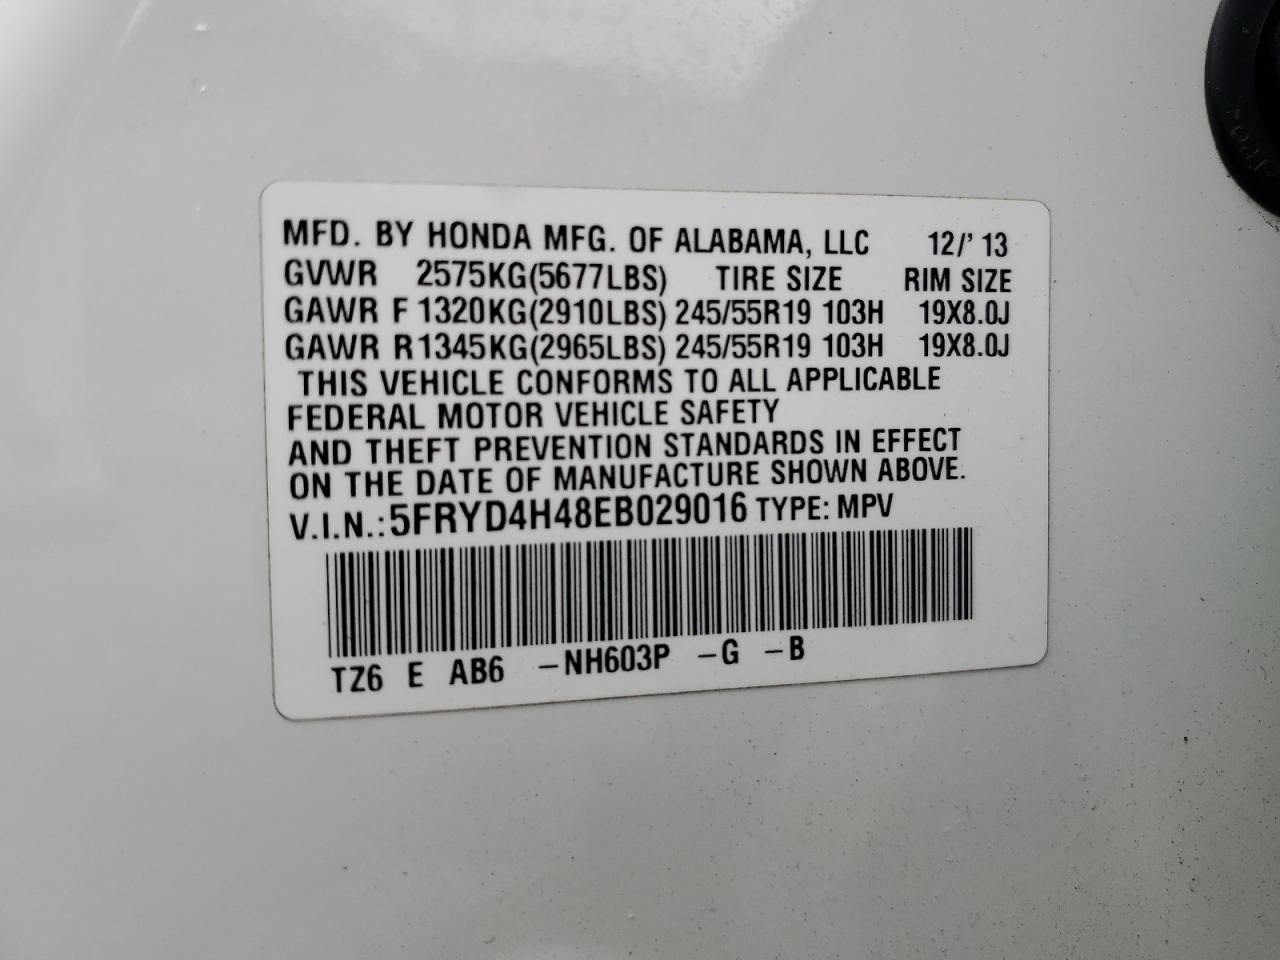 MFD. BY HONDA MFG. OF ALABAMA, LLC 12/'13
GVWR 2575KG(5677LBS) TIRE SIZE RIM SIZE
GAWR F 1320KG(2910LBS) 245/55R19 103H 19X8.0J
GAWR R 1345KG(2965LBS) 245/55R19 103H 19X8.0J
THIS VEHICLE CONFORMS TO ALL APPLICABLE
FEDERAL MOTOR VEHICLE SAFETY
AND THEFT PREVENTION STANDARDS IN EFFECT
ON THE DATE OF MANUFACTURE SHOWN ABOVE.
V.I.N.: 5FRYD4H48EB029016 TYPE: MPV
TZ6 E AB6 -NH603P -G -B